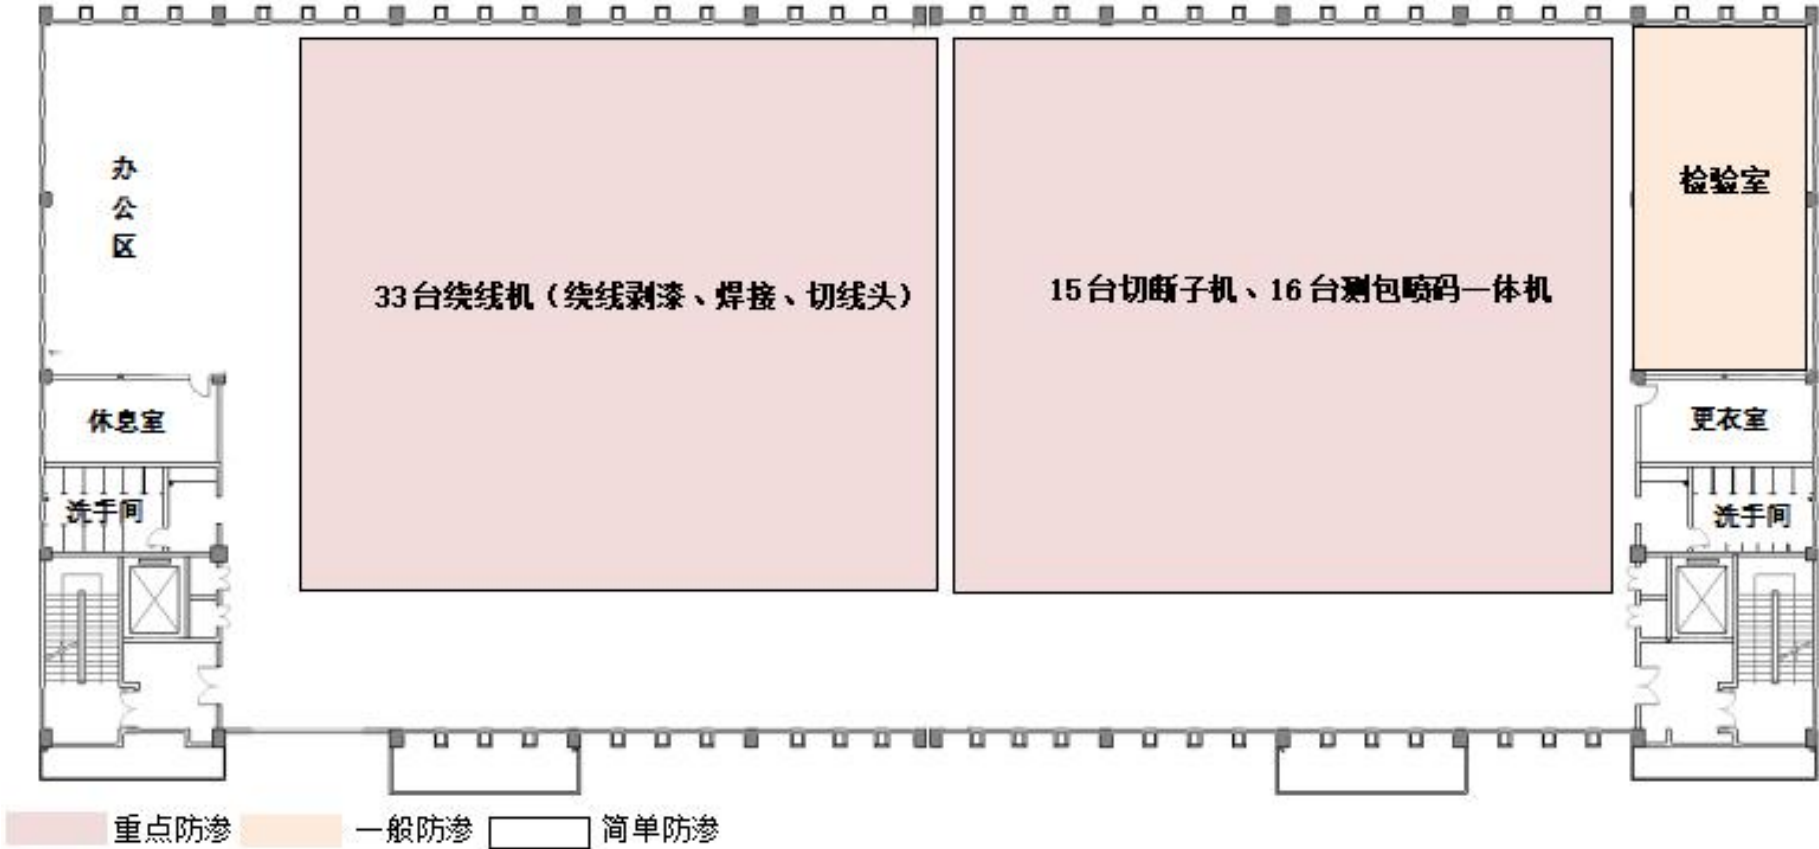 办
公
区
检验室
33台绕线机（绕线剥漆、焊接、切线头）
15台切断子机、16台测包喷码一体机
休息室
更衣室
洗手间
洗手间
重点防渗
一般防渗
简单防渗